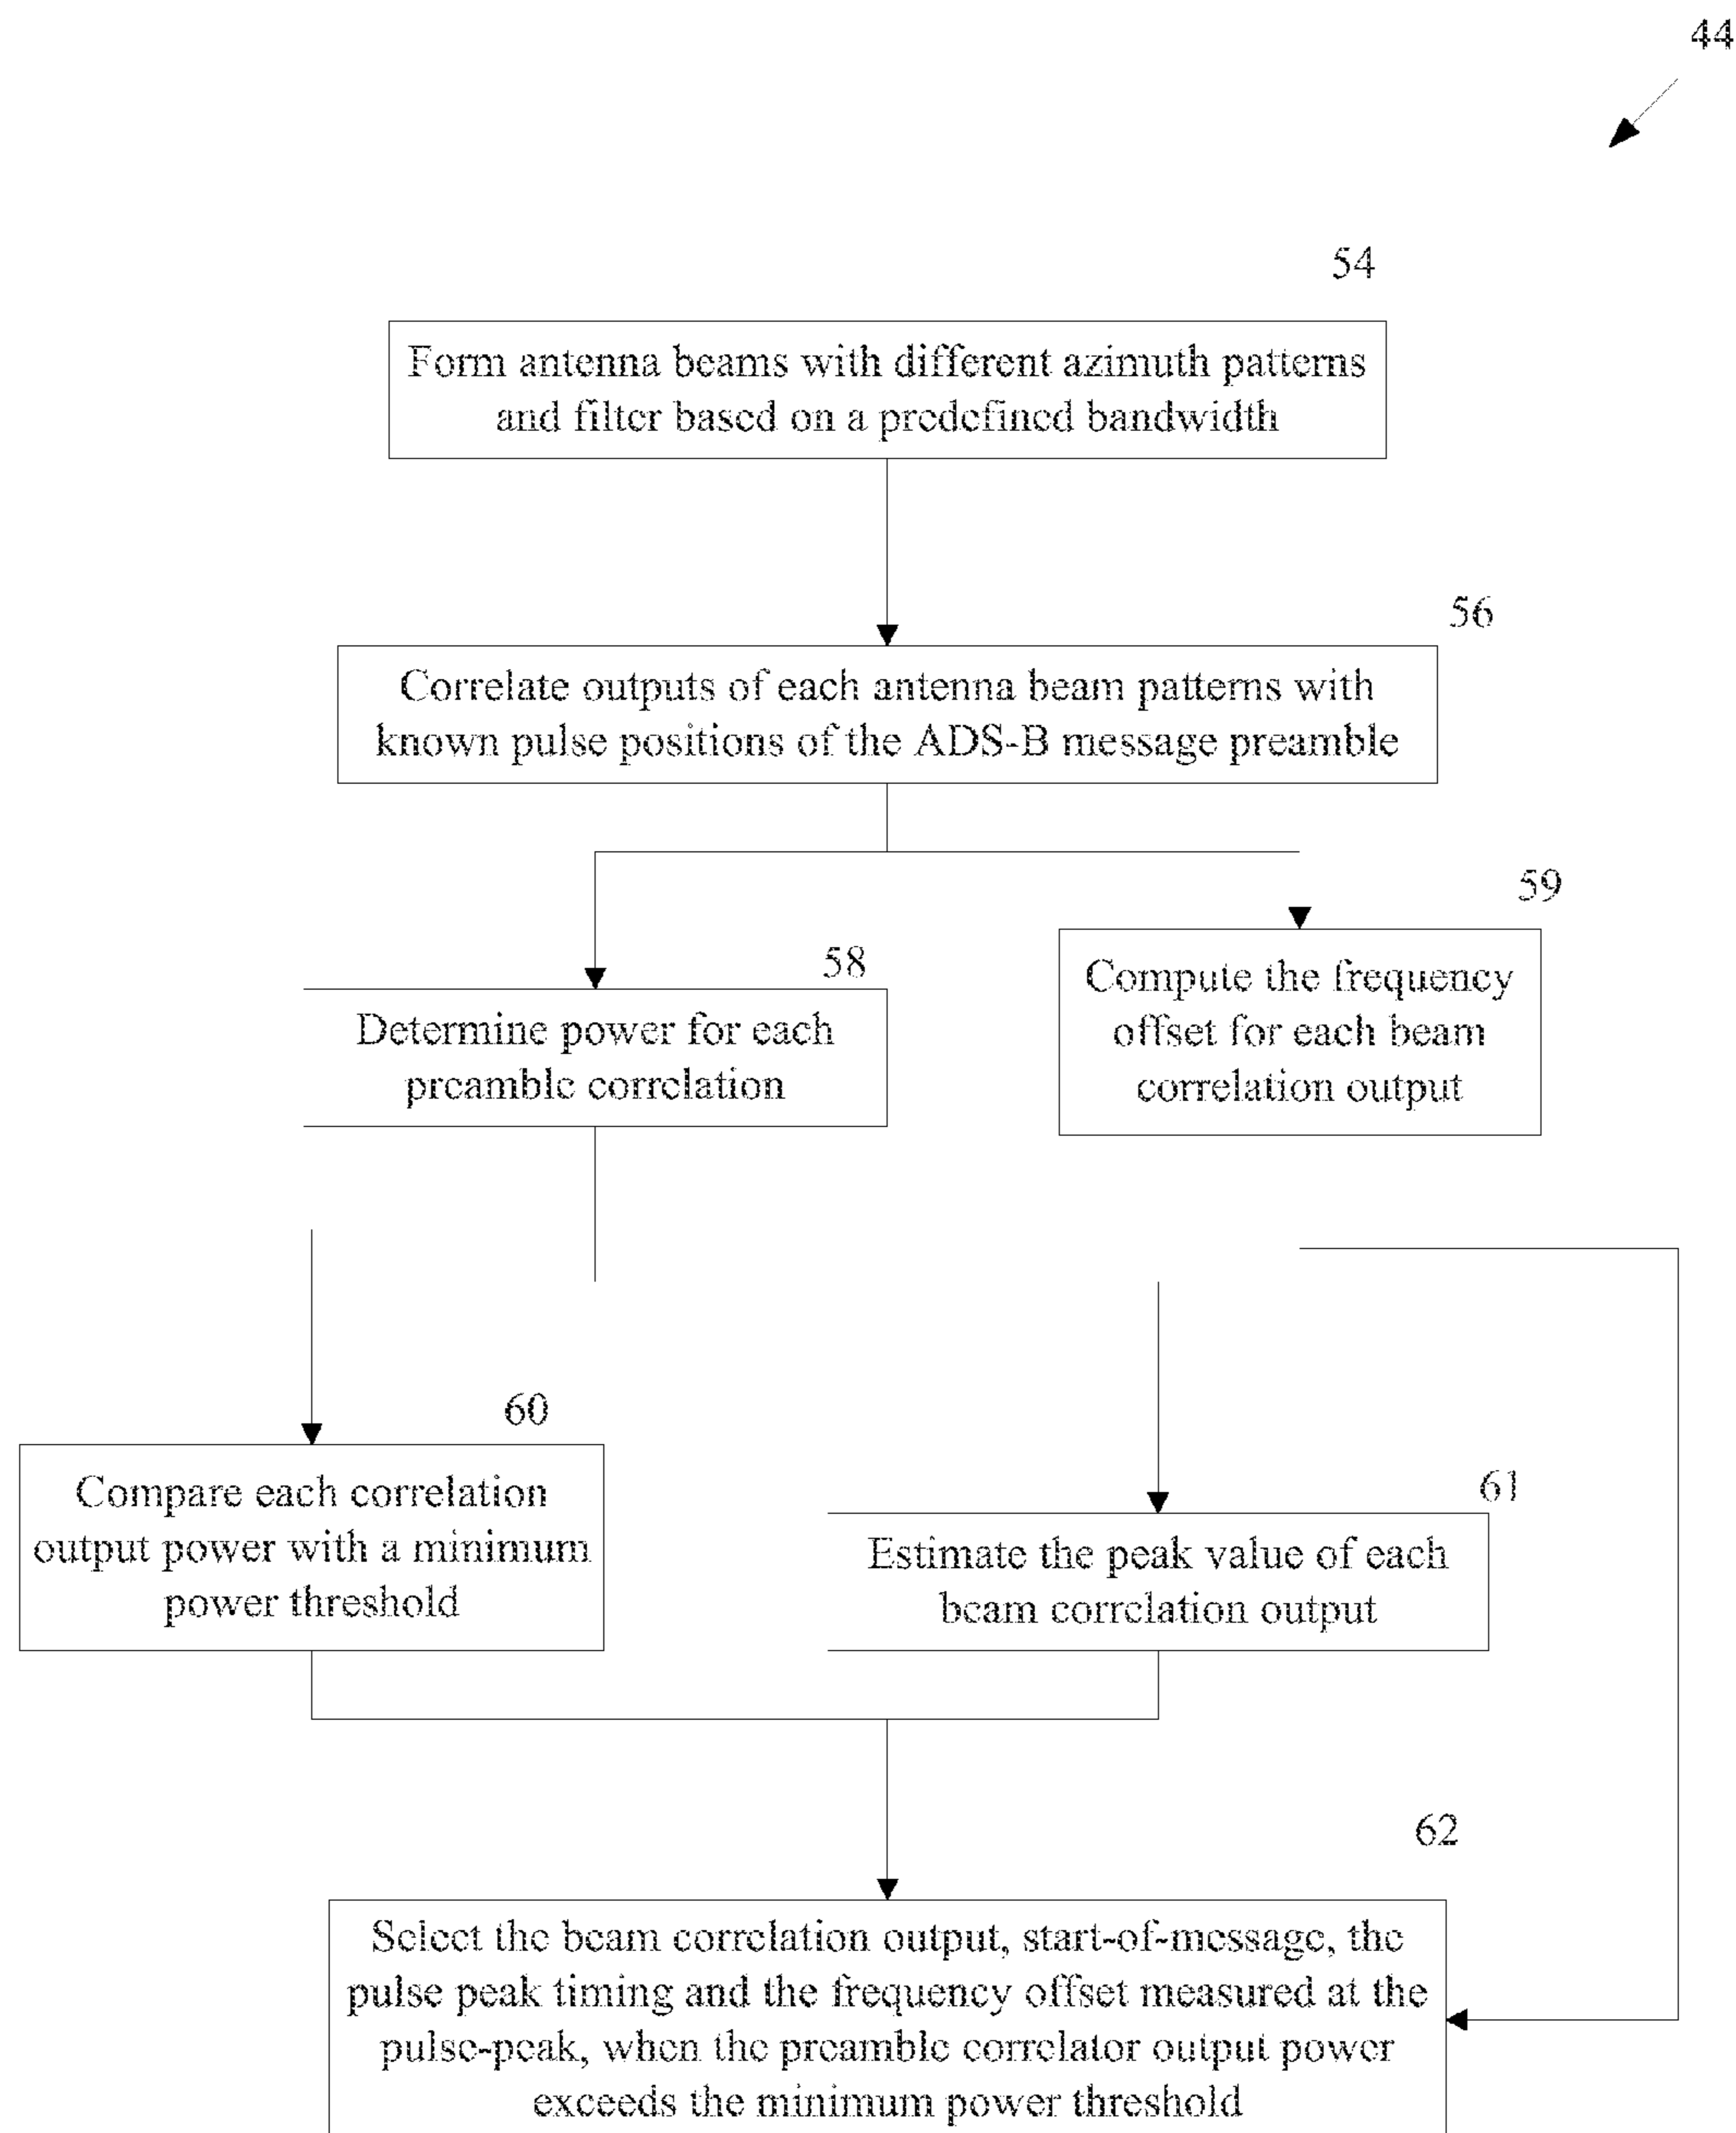 44
54
Form antenna beams with different azimuth patterns
and filter based on a predefined bandwidth
56
Correlate outputs of each antenna beam patterns with
known pulse positions of the ADS-B message preamble
58
Determine power for each
preamble correlation
59
Compute the frequency
offset for each beam
correlation output
60
Compare each correlation
output power with a minimum
power threshold
61
Estimate the peak value of each
beam correlation output
62
Select the beam correlation output, start-of-message, the
pulse peak timing and the frequency offset measured at the
pulse-peak, when the preamble correlator output power
exceeds the minimum power threshold